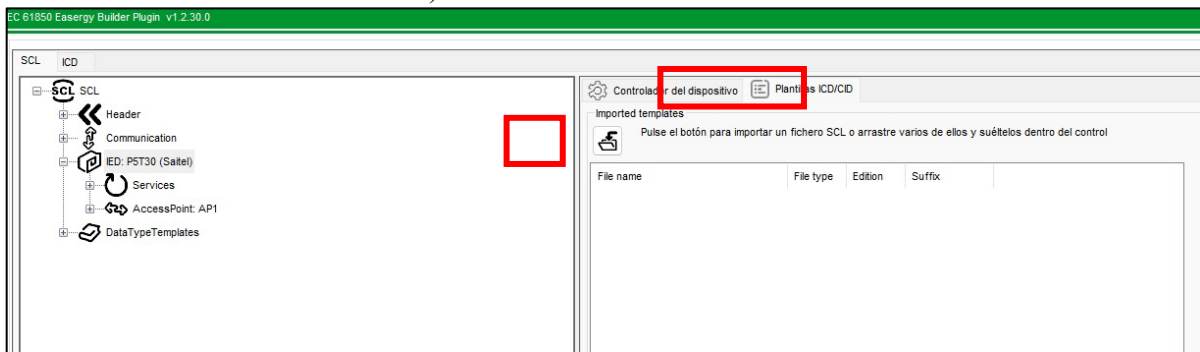 EC 61850 Easergy Builder Plugin v1.2.30.0
SCL ICD
SCL SCL
Header
Communication
IED: P5T30 (Saitel)
Services
AccessPoint: AP1
DataTypeTemplates
Controlador del dispositivo Plantillas ICD/CID
Imported templates
Pulse el botón para importar un fichero SCL o arrastre varios de ellos y suéltelos dentro del control
File name File type Edition Suffix